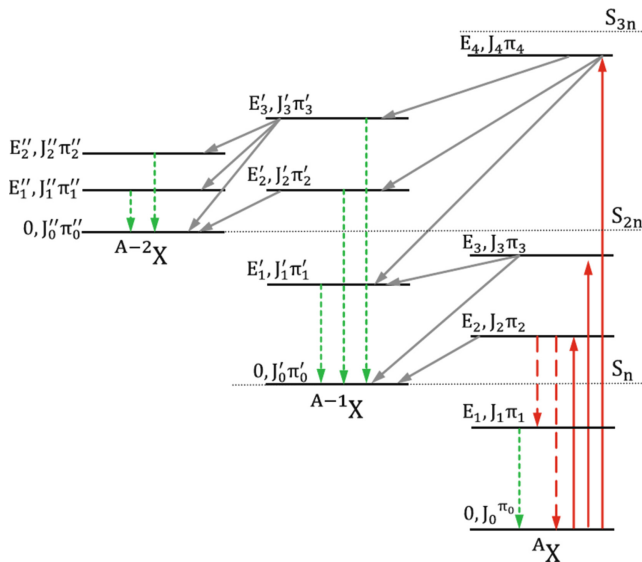 S₃ₙ
E₄, J₄π₄
E′₃, J′₃π′₃
E″₂, J″₂π″₂
E″₁, J″₁π″₁
E′₂, J′₂π′₂
0, J″₀π″₀
S₂ₙ
ᴬ⁻²X
E₃, J₃π₃
E′₁, J′₁π′₁
E₂, J₂π₂
0, J′₀π′₀
Sₙ
ᴬ⁻¹X
E₁, J₁π₁
0, J₀π₀
ᴬX